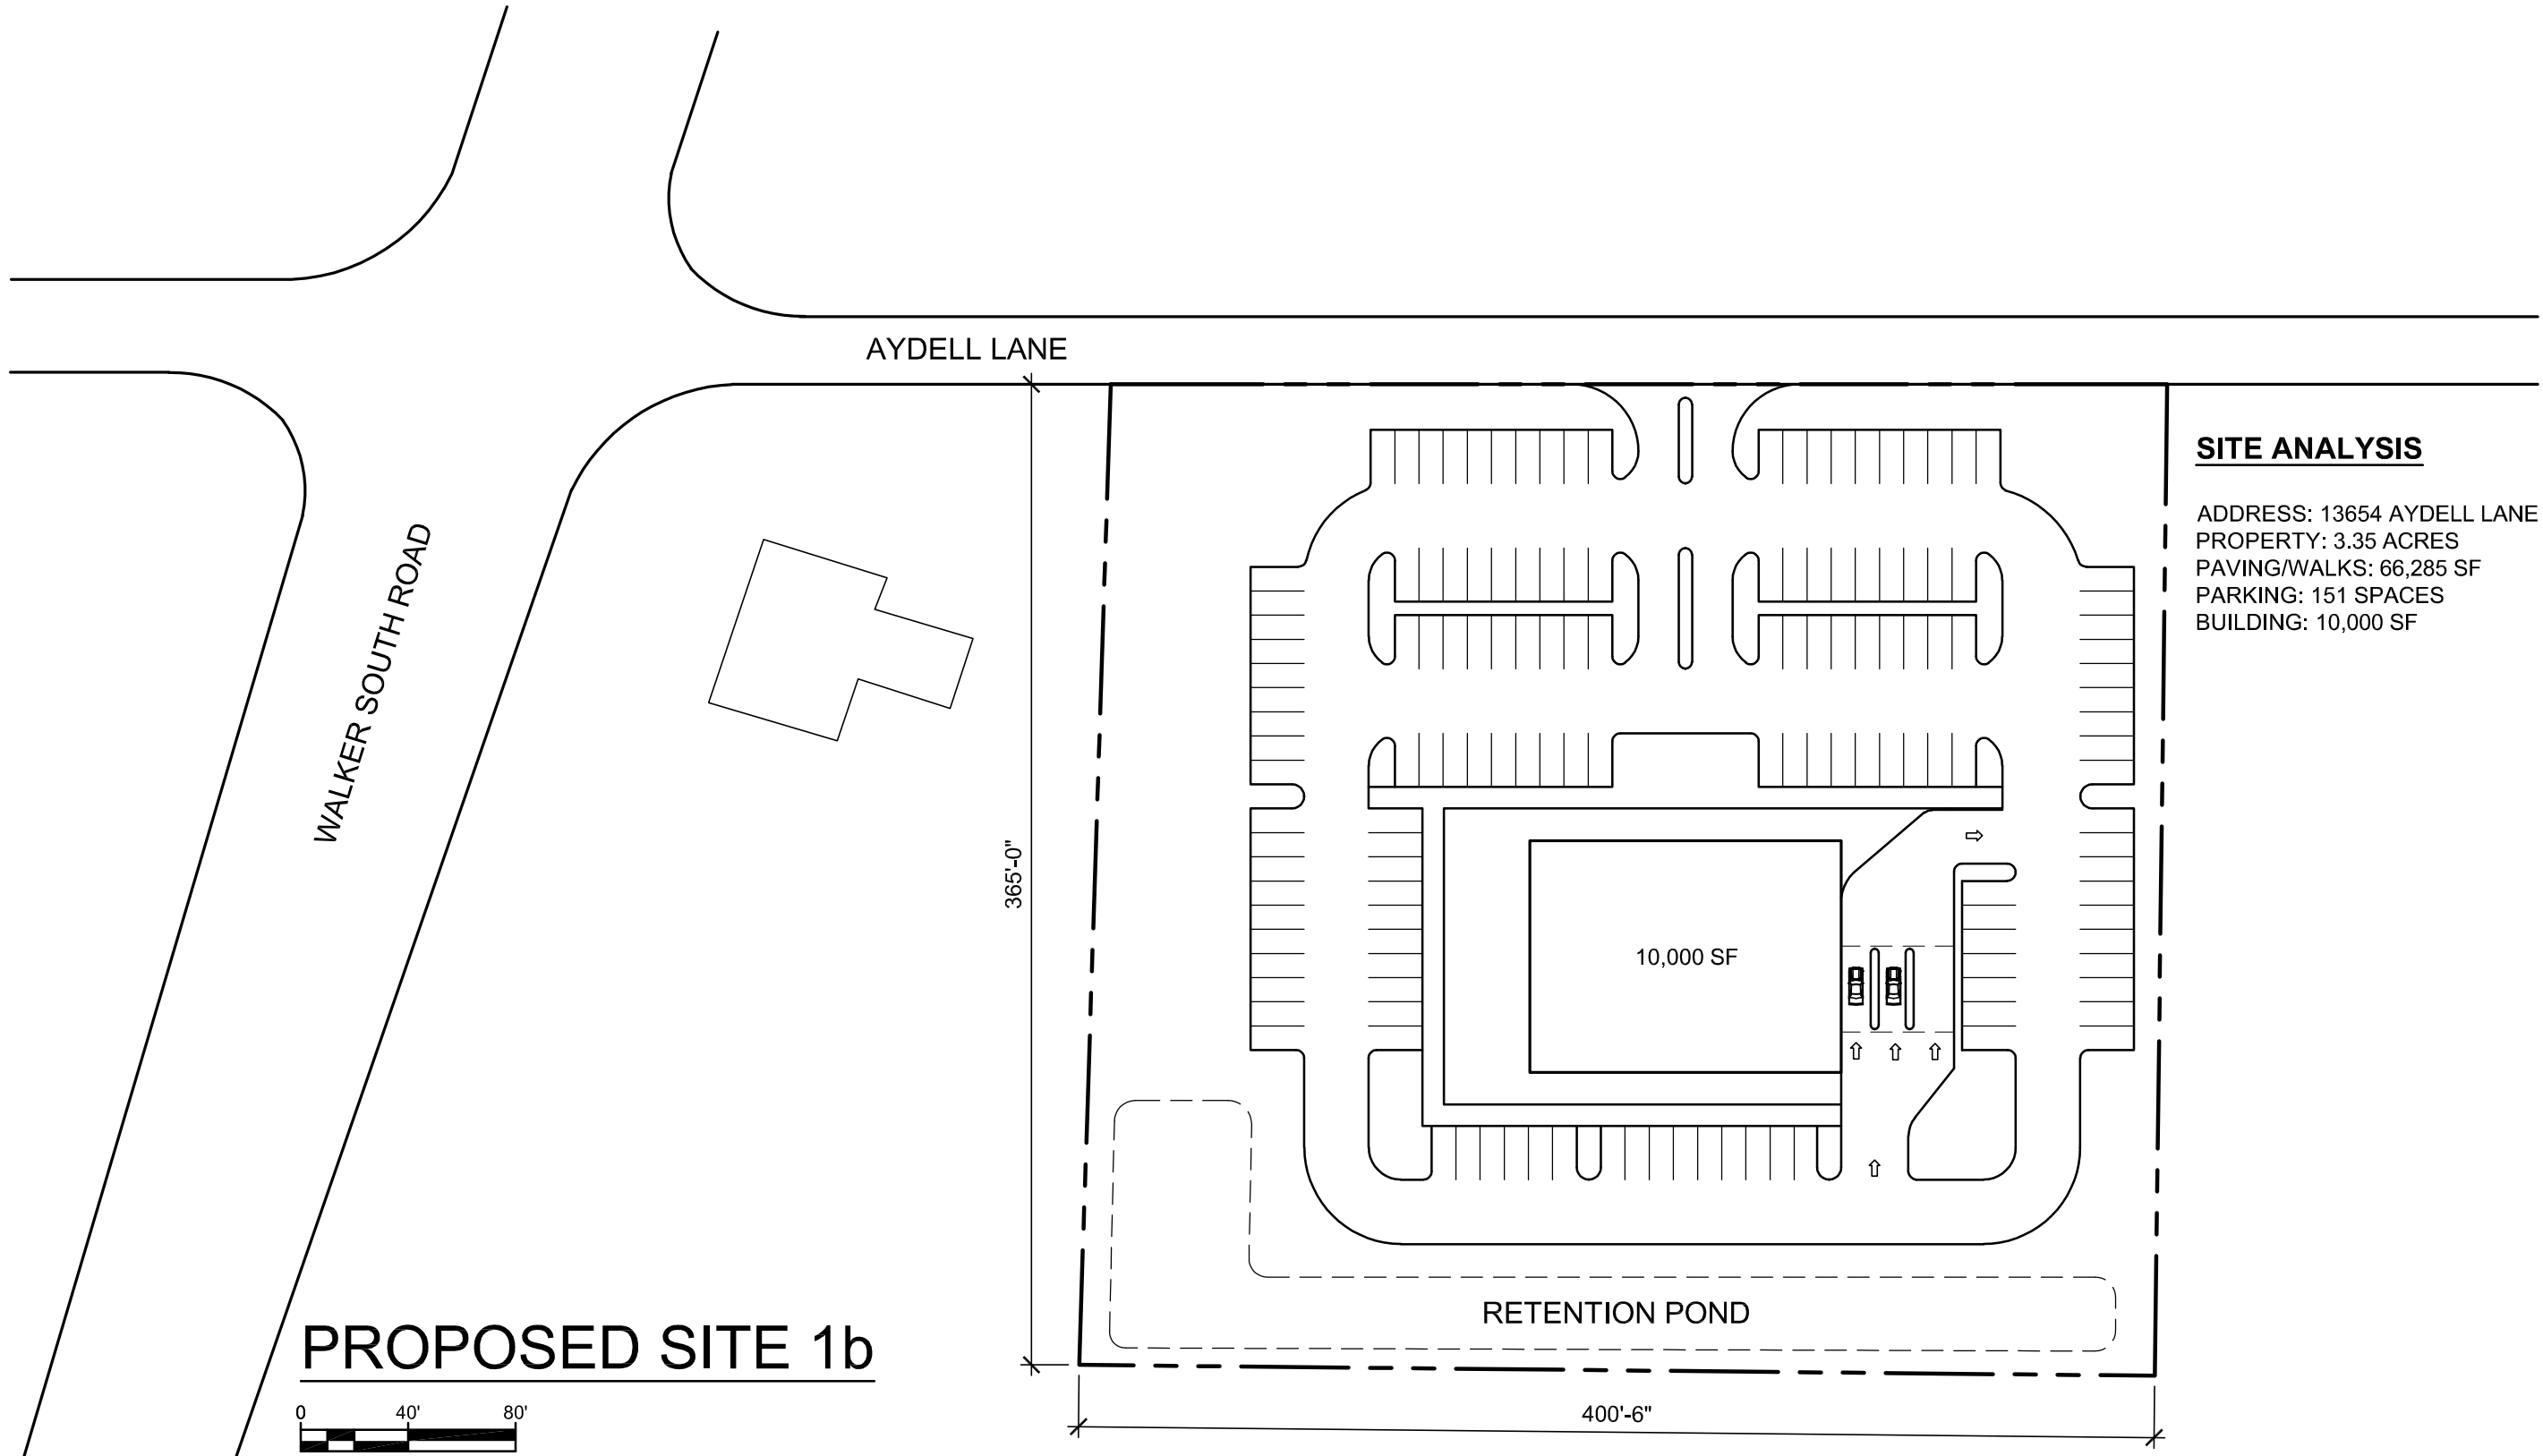 AYDELL LANE
SITE ANALYSIS
ADDRESS: 13654 AYDELL LANE
PROPERTY: 3.35 ACRES
PAVING/WALKS: 66,285 SF
PARKING: 151 SPACES
BUILDING: 10,000 SF
WALKER SOUTH ROAD
365'-0"
10,000 SF
RETENTION POND
PROPOSED SITE 1b
0 40' 80'
400'-6"